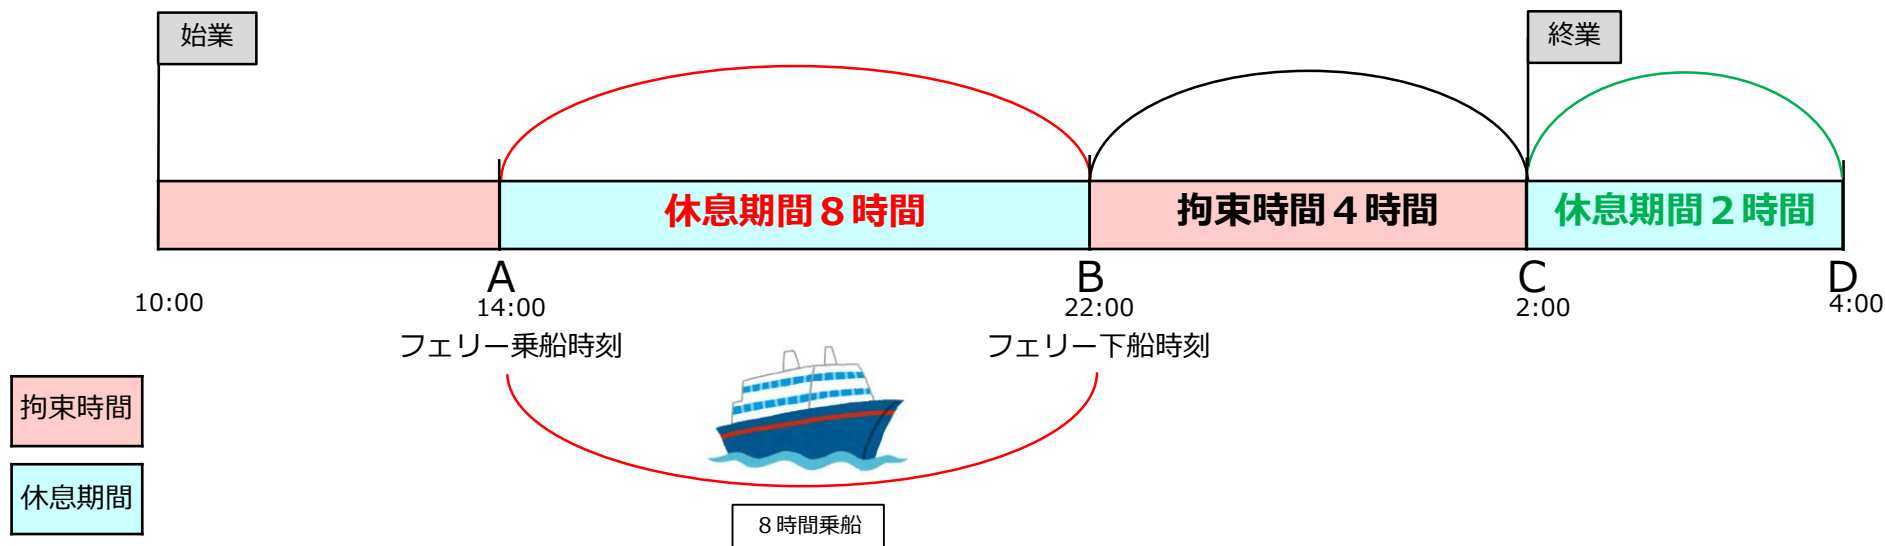 始業
終業
休息期間８時間
拘束時間４時間
休息期間２時間
A
B
C
D
10:00
14:00
22:00
2:00
4:00
フェリー乗船時刻
フェリー下船時刻
拘束時間
休息期間
８時間乗船